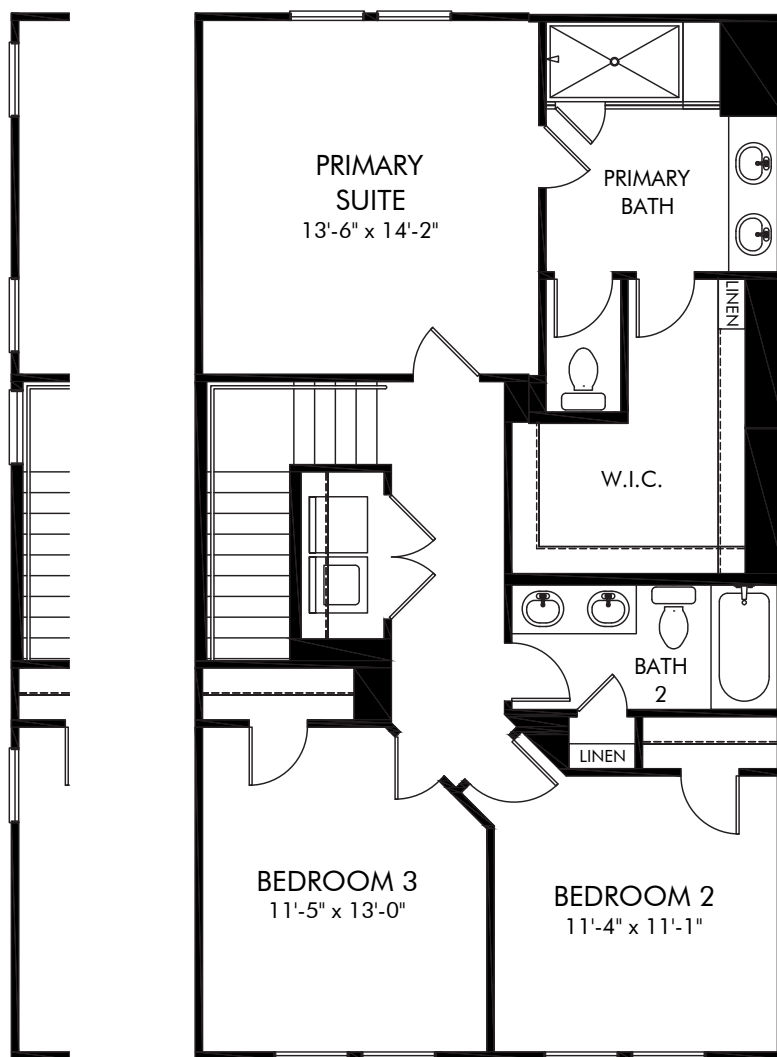 PRIMARY
SUITE
13'-6" x 14'-2"
PRIMARY
BATH
LINEN
W.I.C.
BATH
2
LINEN
BEDROOM 3
11'-5" x 13'-0"
BEDROOM 2
11'-4" x 11'-1"